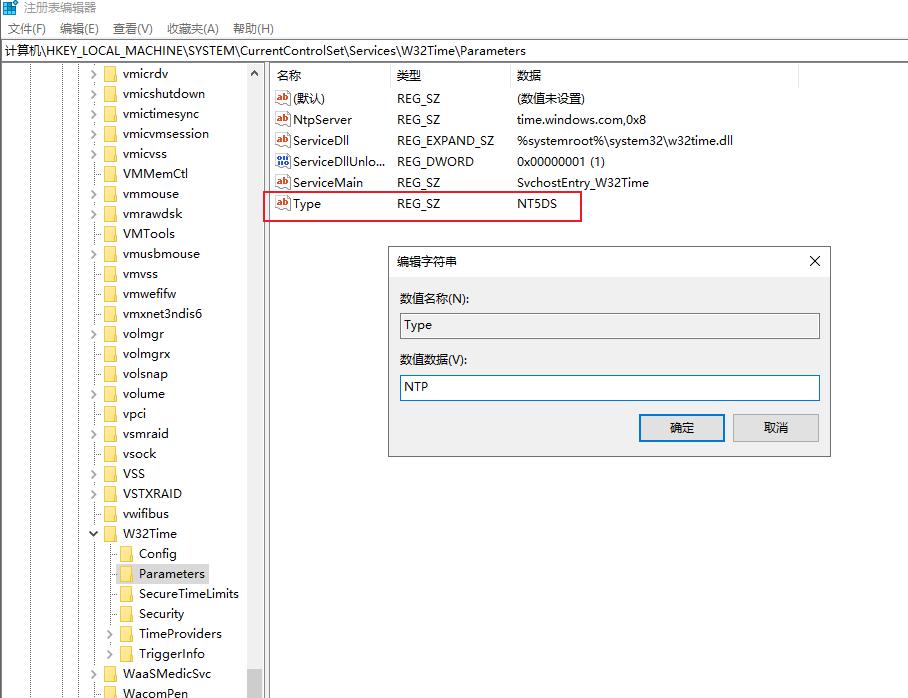 注册表编辑器
文件(F) 编辑(E) 查看(V) 收藏夹(A) 帮助(H)
计算机\HKEY_LOCAL_MACHINE\SYSTEM\CurrentControlSet\Services\W32Time\Parameters
vmicrdv
vmicshutdown
vmictimesync
vmicvmsession
vmicvss
VMMemCtl
vmmouse
vmrawdsk
VMTools
vmusbmouse
vmvss
vmwefifw
vmxnet3ndis6
volmgr
volmgrx
volsnap
volume
vpci
vsmraid
vsock
VSS
VSTXRAID
vwifibus
W32Time
Config
Parameters
SecureTimeLimits
Security
TimeProviders
TriggerInfo
WaaSMedicSvc
WacomPen
名称 类型 数据
(默认) REG_SZ (数值未设置)
NtpServer REG_SZ time.windows.com,0x8
ServiceDll REG_EXPAND_SZ %systemroot%\system32\w32time.dll
ServiceDllUnlo... REG_DWORD 0x00000001 (1)
ServiceMain REG_SZ SvchostEntry_W32Time
Type REG_SZ NT5DS
编辑字符串
数值名称(N):
Type
数值数据(V):
NTP
确定 取消